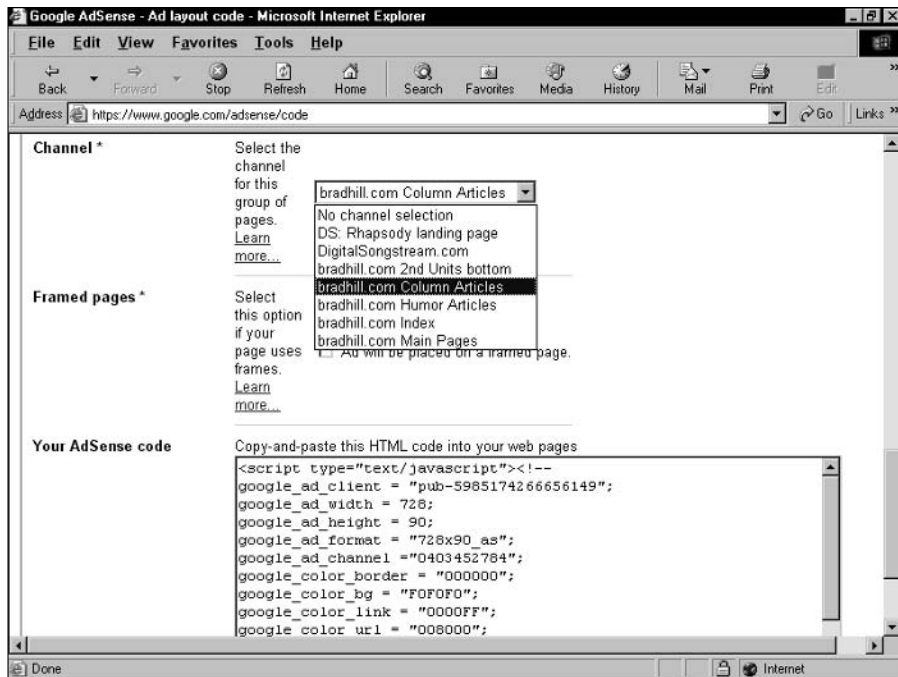 Google AdSense - Ad layout code - Microsoft Internet Explorer
File Edit View Favorites Tools Help
Back Forward Stop Refresh Home Search Favorites Media History Mail Print Edit
Address https://www.google.com/adsense/code Go Links
Channel *
Select the
channel
for this
group of
pages.
Learn
more...
bradhill.com Column Articles
No channel selection
DS: Rhapsody landing page
DigitalSongstream.com
bradhill.com 2nd Units bottom
bradhill.com Column Articles
bradhill.com Humor Articles
bradhill.com Index
bradhill.com Main Pages
Framed pages *
Select
this option
if your
page uses
frames.
Learn
more...
Ad will be placed on a framed page.
Your AdSense code
Copy-and-paste this HTML code into your web pages
<script type="text/javascript"><!--
google_ad_client = "pub-5985174266656149";
google_ad_width = 728;
google_ad_height = 90;
google_ad_format = "728x90_as";
google_ad_channel ="0403452784";
google_color_border = "000000";
google_color_bg = "F0F0F0";
google_color_link = "0000FF";
google_color_url = "008000";
Done
Internet